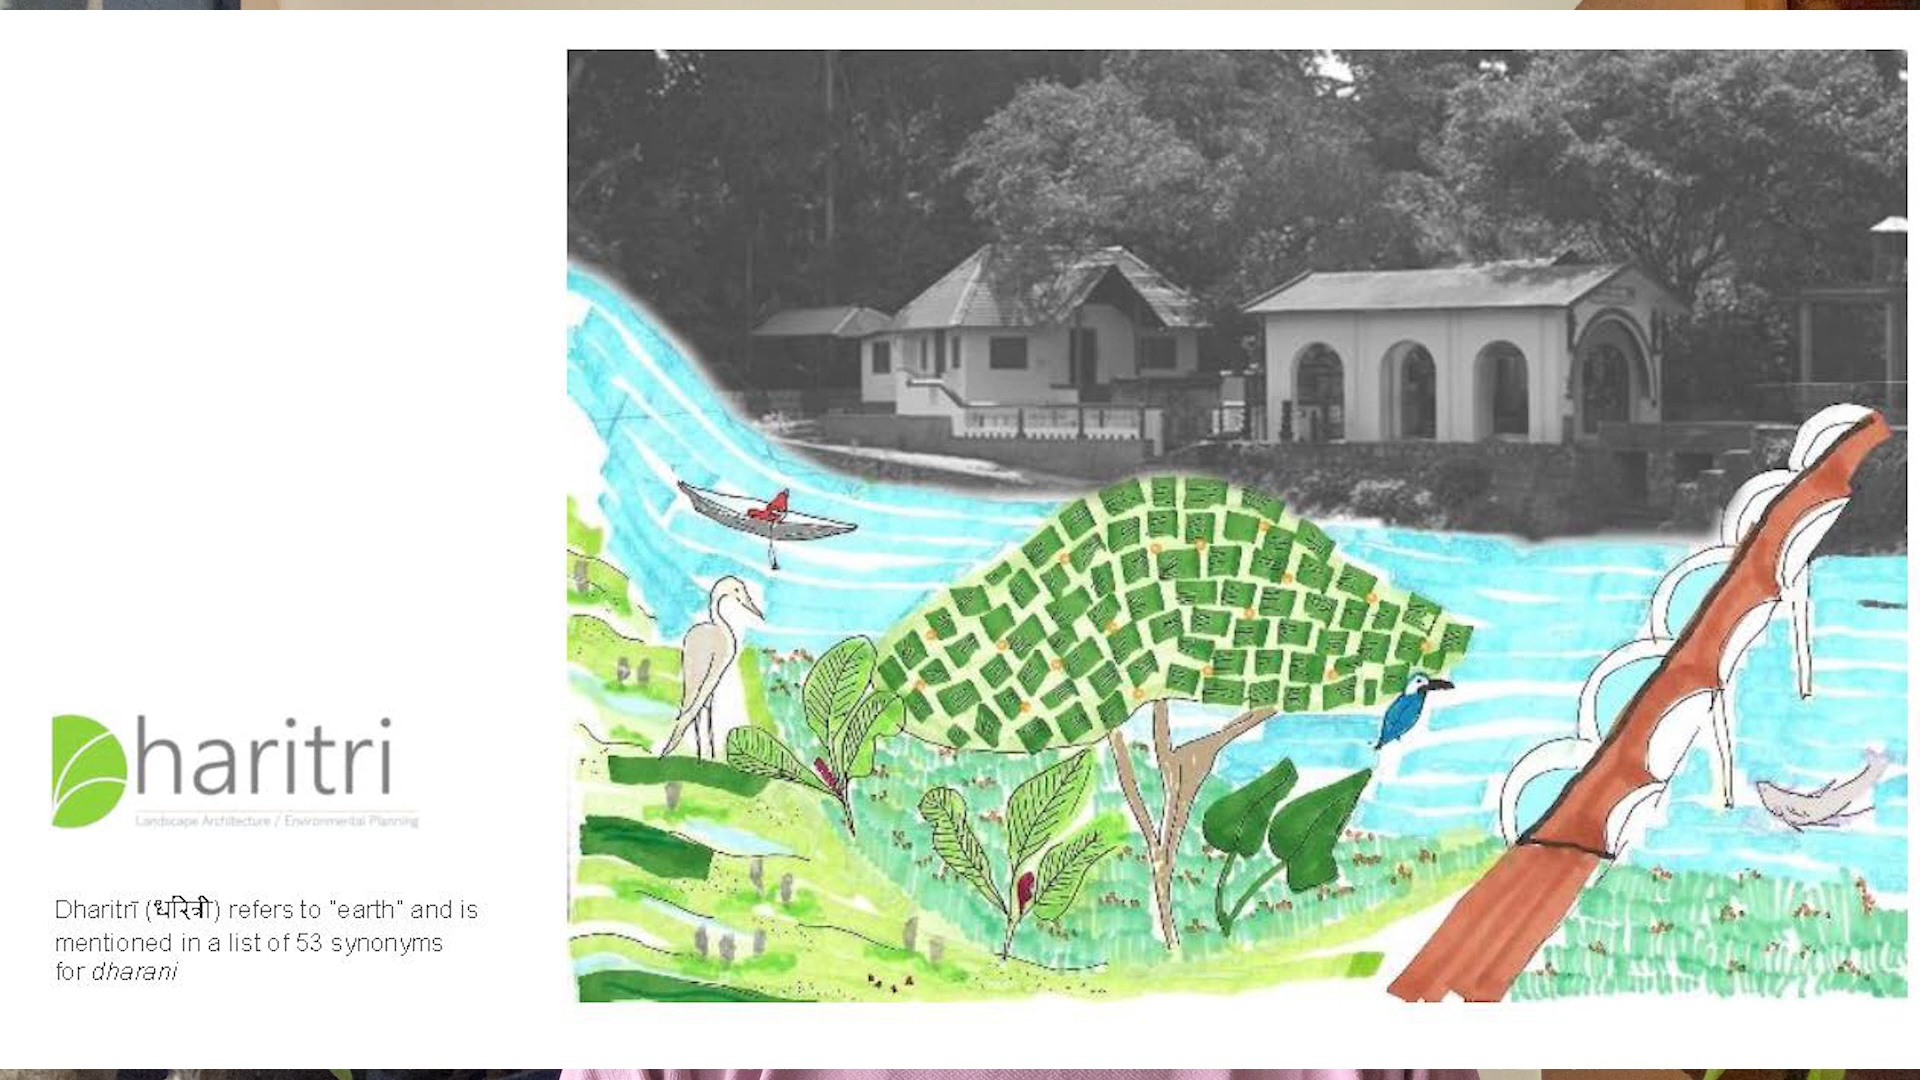 Dharitri
Landscape Architecture / Environmental Planning
Dharitrī (धरित्री) refers to "earth" and is
mentioned in a list of 53 synonyms
for dharani